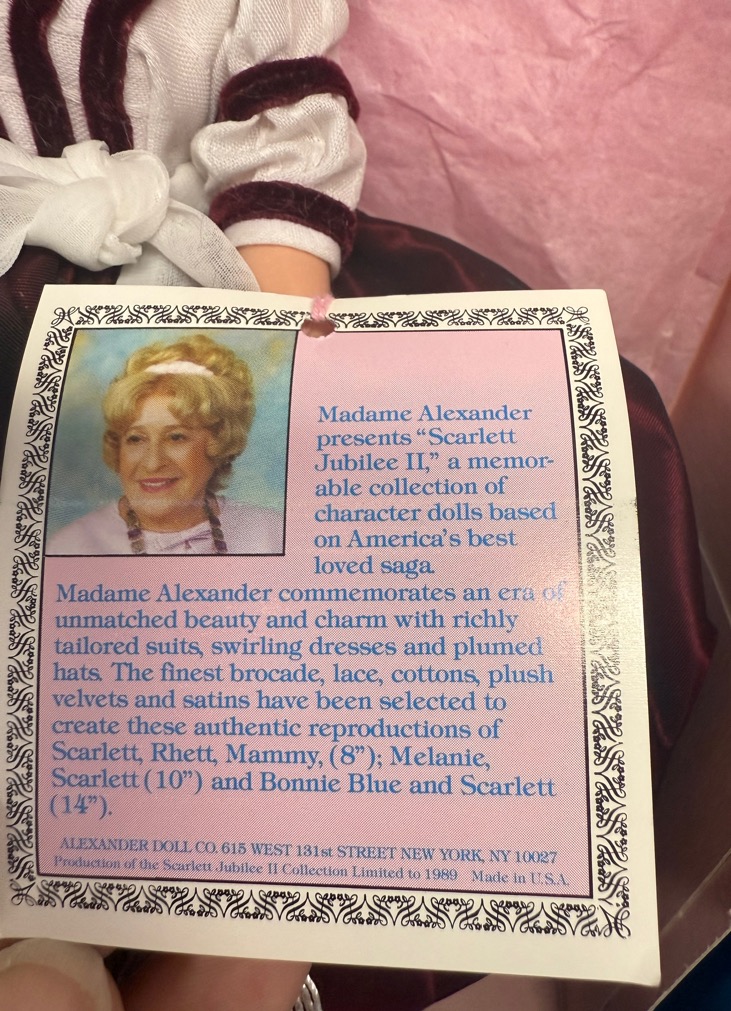 Madame Alexander
presents “Scarlett
Jubilee II,” a memor-
able collection of
character dolls based
on America’s best
loved saga.
Madame Alexander commemorates an era of
unmatched beauty and charm with richly
tailored suits, swirling dresses and plumed
hats. The finest brocade, lace, cottons, plush
velvets and satins have been selected to
create these authentic reproductions of
Scarlett, Rhett, Mammy, (8”); Melanie,
Scarlett (10”) and Bonnie Blue and Scarlett
(14”).
ALEXANDER DOLL CO. 615 WEST 131st STREET NEW YORK, NY 10027
Production of the Scarlett Jubilee II Collection Limited to 1989 Made in U.S.A.